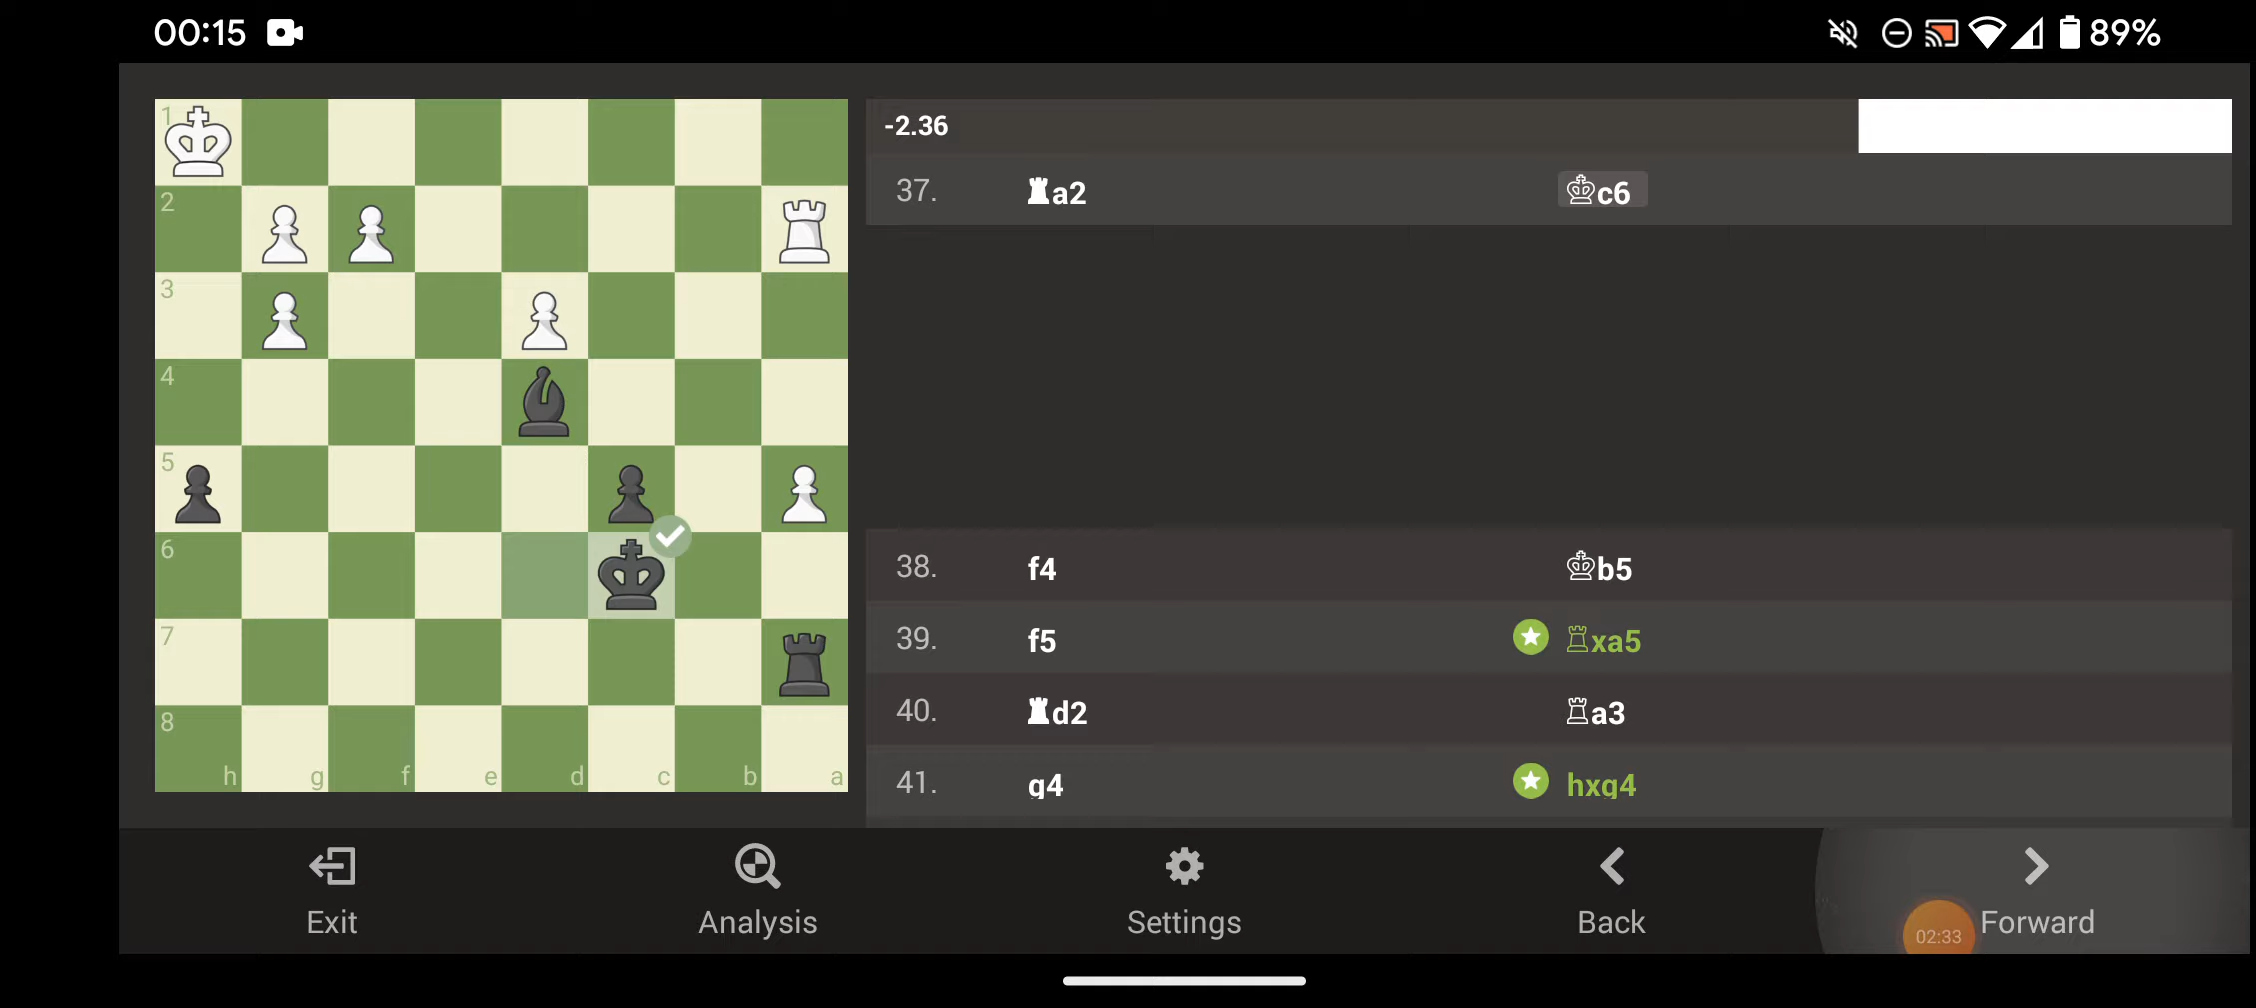 00:15 89%
1
2
3
4
5
6
7
8
h g f e d c b a
-2.36
37. ♜a2 ♔c6
38. f4 ♔b5
39. f5 ♖xa5
40. ♜d2 ♖a3
41. g4 hxg4
Exit Analysis Settings Back Forward
02:33